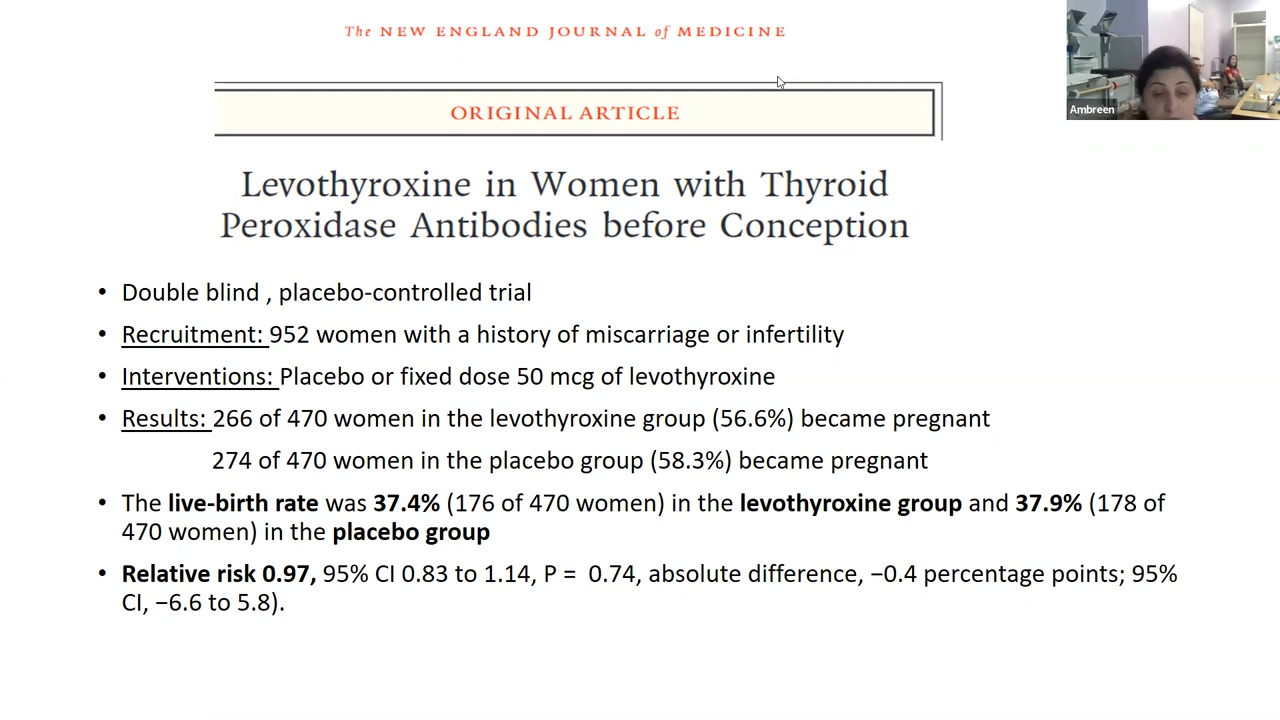 The NEW ENGLAND JOURNAL of MEDICINE
Ambreen
ORIGINAL ARTICLE
Levothyroxine in Women with Thyroid
Peroxidase Antibodies before Conception
• Double blind , placebo-controlled trial
• Recruitment: 952 women with a history of miscarriage or infertility
• Interventions: Placebo or fixed dose 50 mcg of levothyroxine
• Results: 266 of 470 women in the levothyroxine group (56.6%) became pregnant
274 of 470 women in the placebo group (58.3%) became pregnant
• The live-birth rate was 37.4% (176 of 470 women) in the levothyroxine group and 37.9% (178 of
470 women) in the placebo group
• Relative risk 0.97, 95% CI 0.83 to 1.14, P = 0.74, absolute difference, −0.4 percentage points; 95%
CI, −6.6 to 5.8).